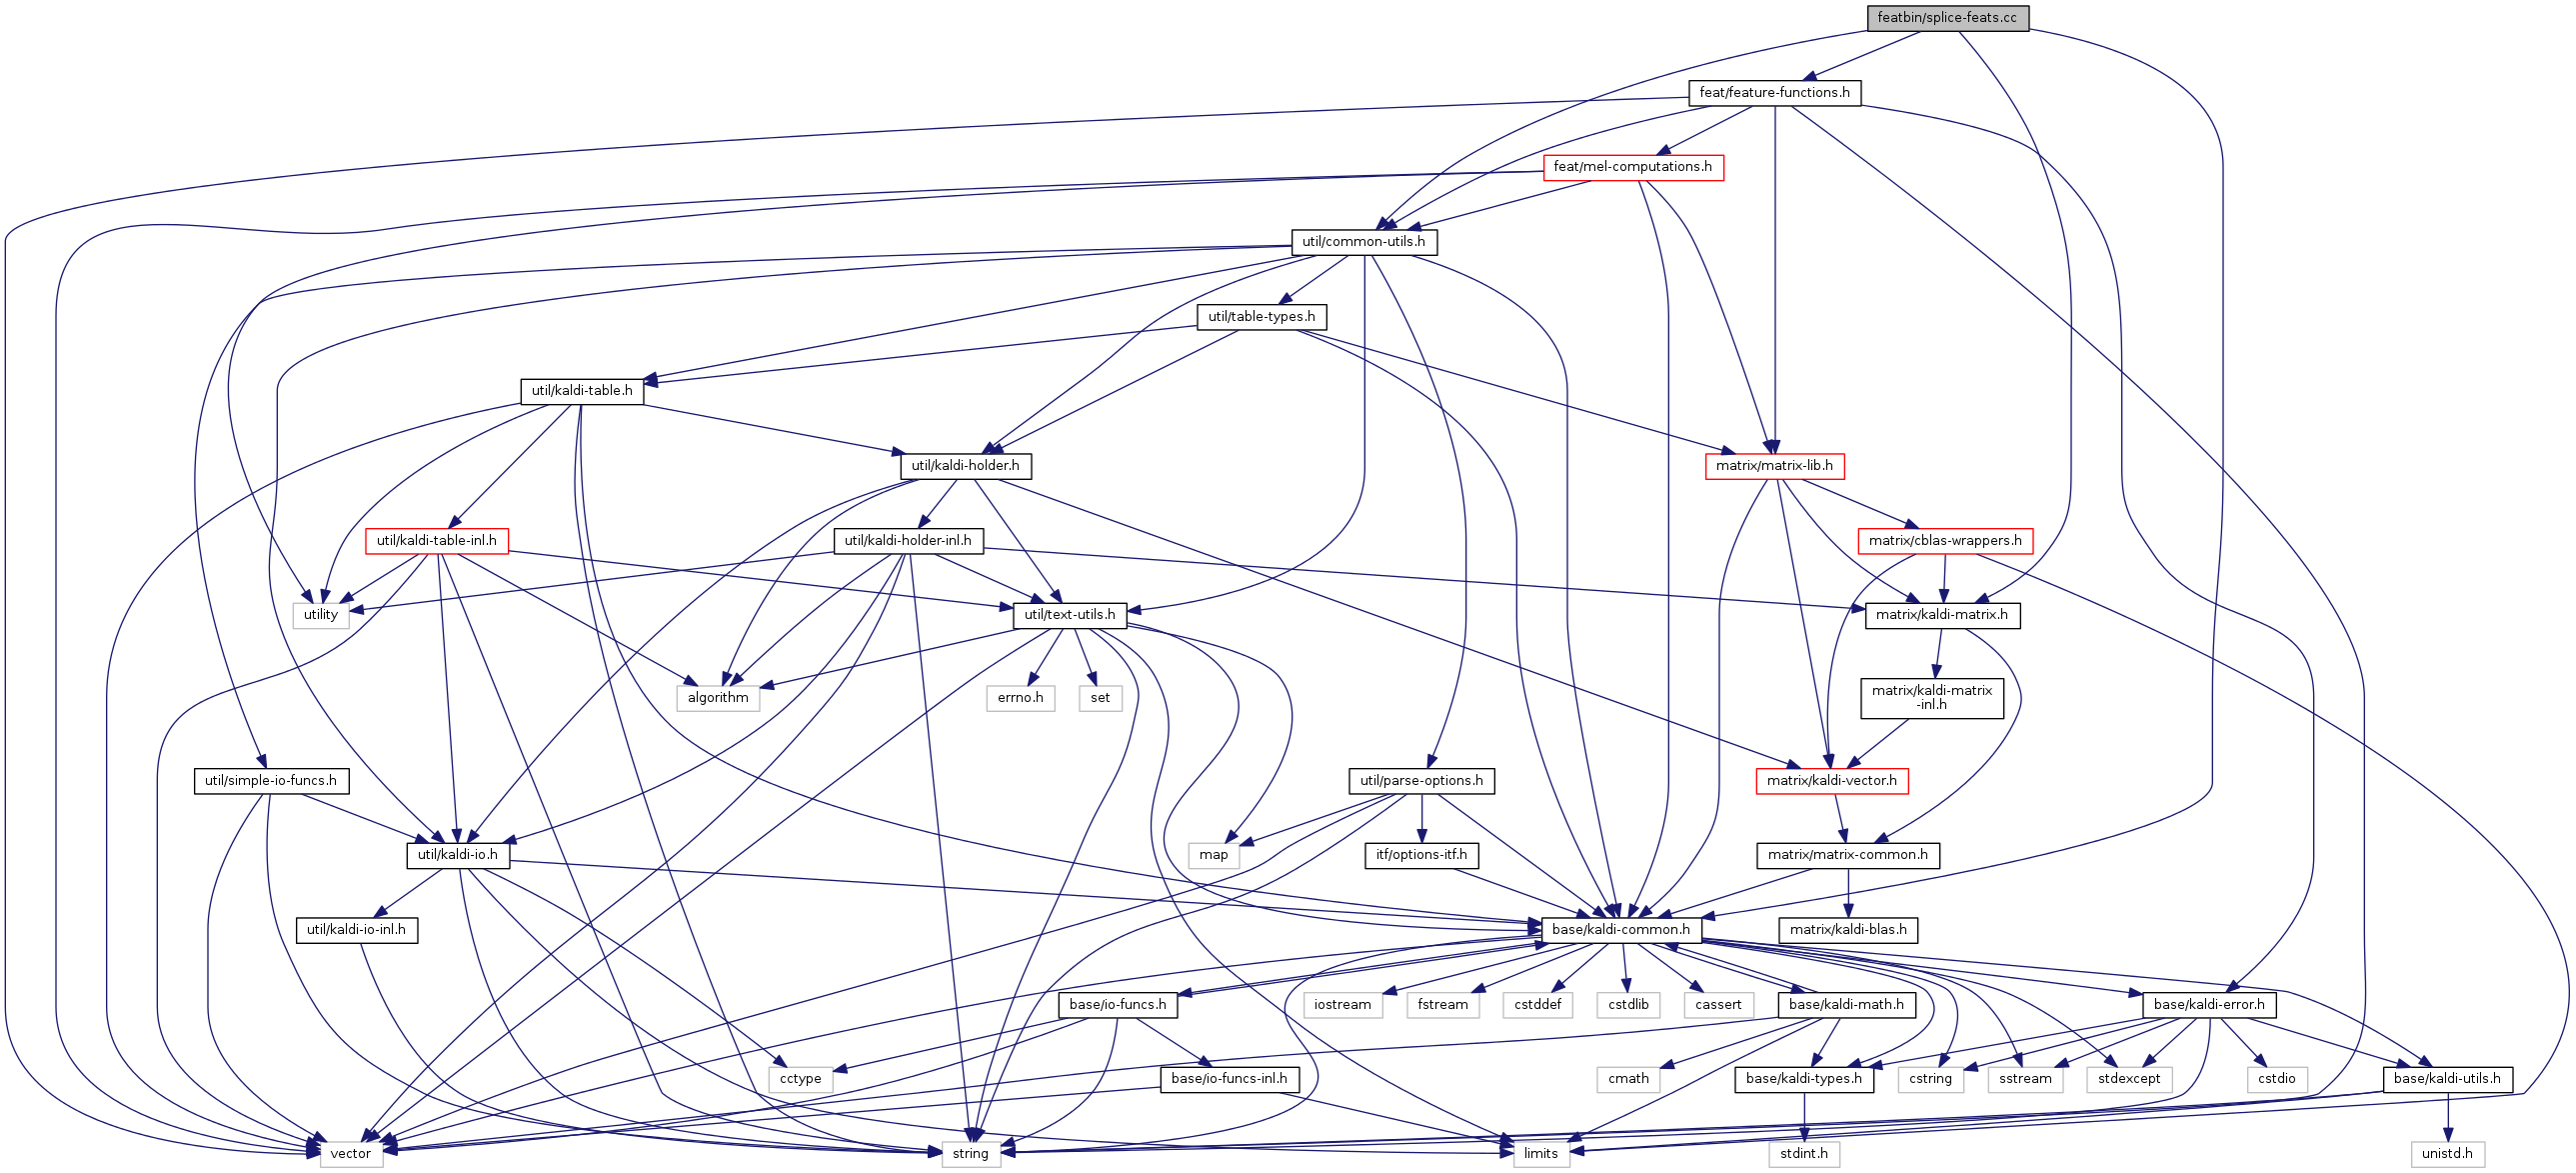 featbin/splice-feats.cc
feat/feature-functions.h
feat/mel-computations.h
util/common-utils.h
util/table-types.h
util/kaldi-table.h
util/kaldi-holder.h
matrix/matrix-lib.h
util/kaldi-table-inl.h
util/kaldi-holder-inl.h
matrix/cblas-wrappers.h
utility
util/text-utils.h
matrix/kaldi-matrix.h
algorithm
errno.h
set
matrix/kaldi-matrix
-inl.h
util/simple-io-funcs.h
util/parse-options.h
matrix/kaldi-vector.h
util/kaldi-io.h
map
itf/options-itf.h
matrix/matrix-common.h
util/kaldi-io-inl.h
base/kaldi-common.h
matrix/kaldi-blas.h
base/io-funcs.h
iostream
fstream
cstddef
cstdlib
cassert
base/kaldi-math.h
base/kaldi-error.h
cctype
base/io-funcs-inl.h
cmath
base/kaldi-types.h
cstring
sstream
stdexcept
cstdio
base/kaldi-utils.h
vector
string
limits
stdint.h
unistd.h